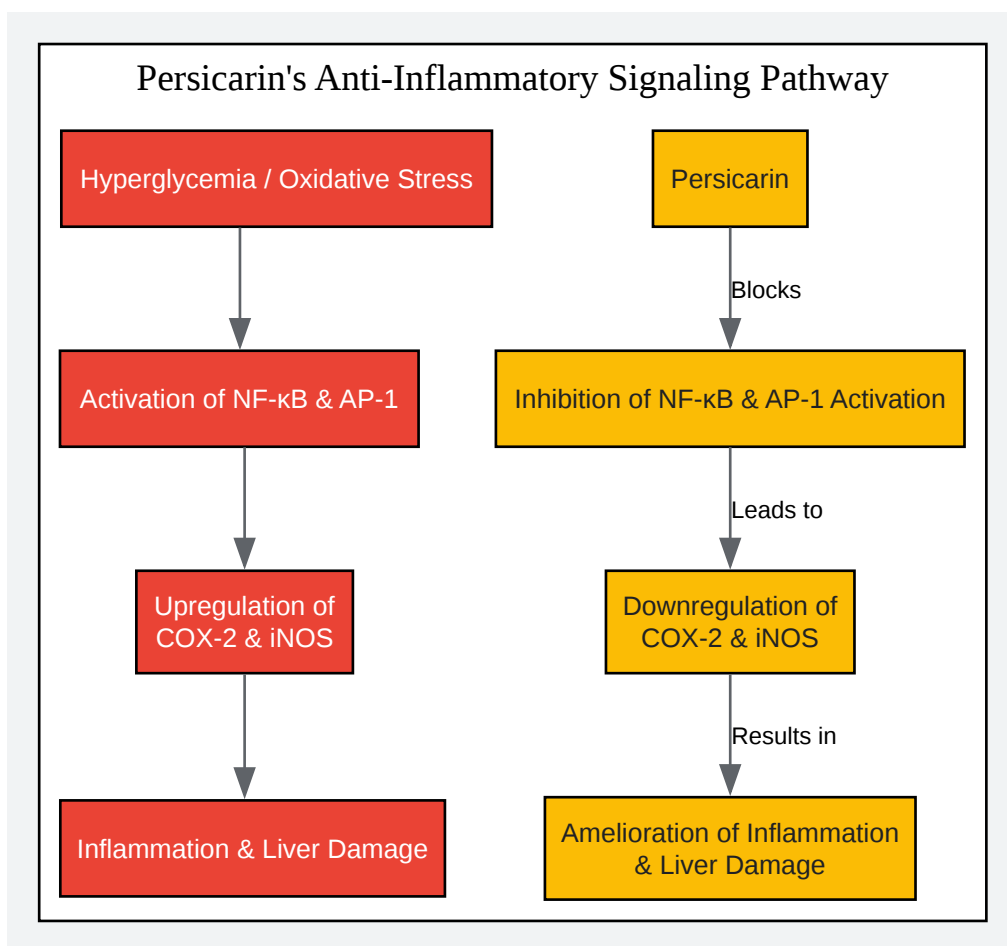 Persicarin's Anti-Inflammatory Signaling Pathway
Hyperglycemia / Oxidative Stress
Persicarin
Blocks
Activation of NF-κB & AP-1
Inhibition of NF-κB & AP-1 Activation
Leads to
Upregulation of
COX-2 & iNOS
Downregulation of
COX-2 & iNOS
Results in
Inflammation & Liver Damage
Amelioration of Inflammation
& Liver Damage